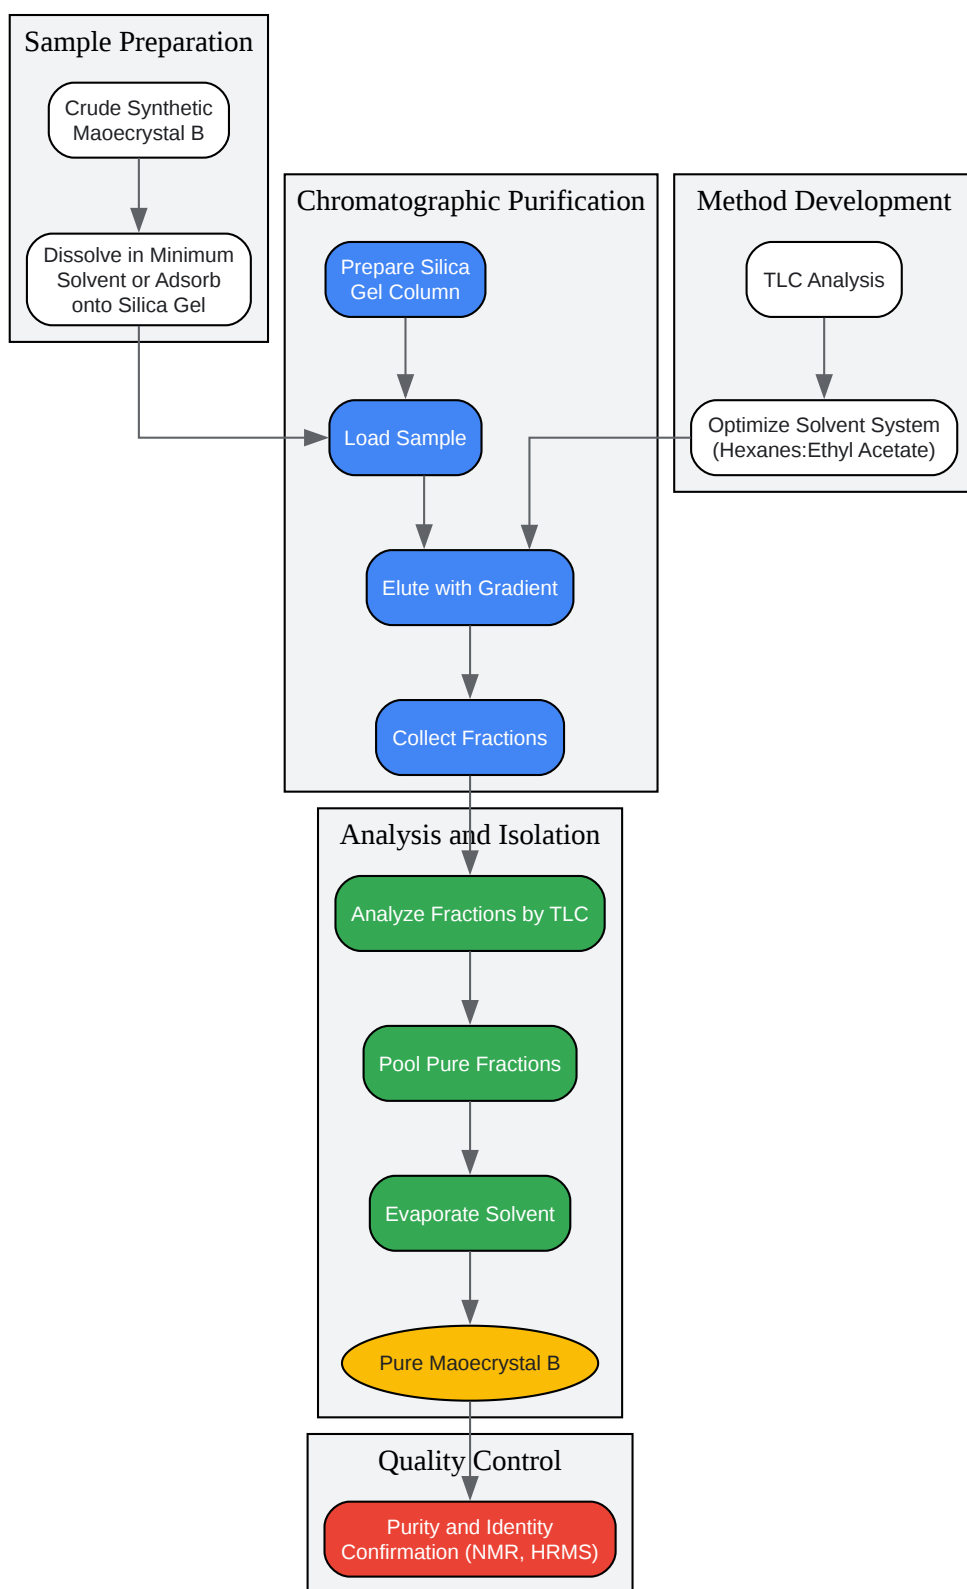 Sample Preparation
Crude Synthetic
Maoecrystal B
Dissolve in Minimum
Solvent or Adsorb
onto Silica Gel
Chromatographic Purification
Prepare Silica
Gel Column
Load Sample
Elute with Gradient
Collect Fractions
Method Development
TLC Analysis
Optimize Solvent System
(Hexanes:Ethyl Acetate)
Analysis and Isolation
Analyze Fractions by TLC
Pool Pure Fractions
Evaporate Solvent
Pure Maoecrystal B
Quality Control
Purity and Identity
Confirmation (NMR, HRMS)